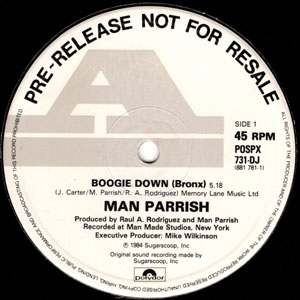 PRE-RELEASE NOT FOR RESALE
A
SIDE 1
45 RPM
POSPX
731-DJ
(881 781-1)
BOOGIE DOWN (Bronx) 5.18
(J. Carter/M. Parrish/R. A. Rodriguez) Memory Lane Music Ltd
MAN PARRISH
Produced by Raul A. Rodriguez and Man Parrish
Recorded at Man Made Studios, New York
Executive Producer: Mike Wilkinson
℗ 1984 Sugarscoop, Inc
Original sound recording made by
Sugarscoop, Inc
Polydor
ALL RIGHTS OF THE MANUFACTURER AND OF THE OWNER OF THE RECORDED WORK RESERVED